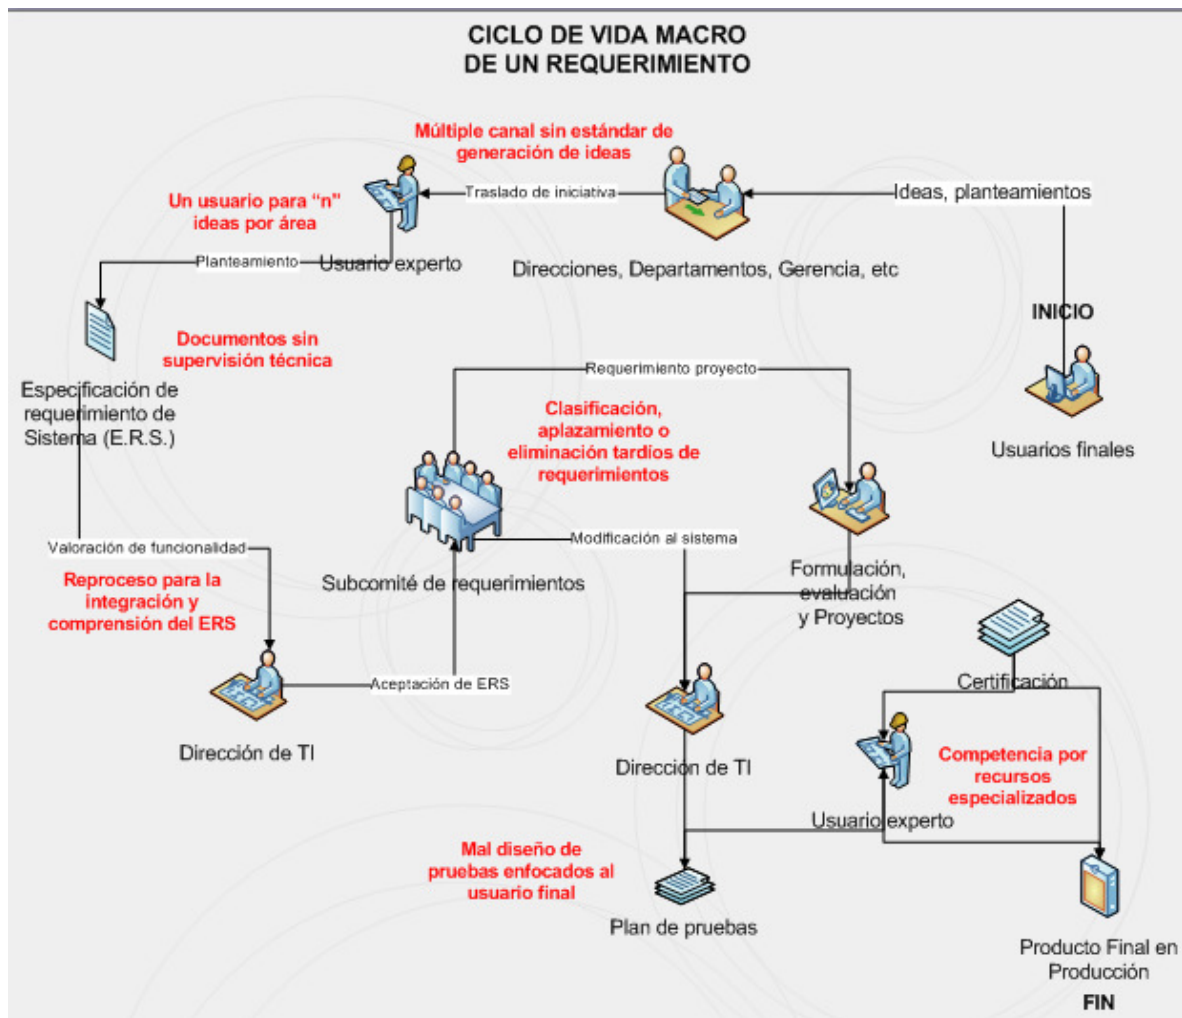 CICLO DE VIDA MACRO
DE UN REQUERIMIENTO
Múltiple canal sin estándar de
generación de ideas
Traslado de iniciativa
Ideas, planteamientos
Un usuario para “n”
ideas por área
Planteamiento
Usuario experto
Direcciones, Departamentos, Gerencia, etc
INICIO
Documentos sin
supervisión técnica
Requerimiento proyecto
Especificación de
requerimiento de
Sistema (E.R.S.)
Clasificación,
aplazamiento o
eliminación tardíos de
requerimientos
Usuarios finales
Valoración de funcionalidad
Modificación al sistema
Reproceso para la
integración y
comprensión del ERS
Subcomité de requerimientos
Formulación,
evaluación
y Proyectos
Aceptación de ERS
Certificación
Dirección de TI
Dirección de TI
Competencia por
recursos
especializados
Usuario experto
Mal diseño de
pruebas enfocados al
usuario final
Plan de pruebas
Producto Final en
Producción
FIN